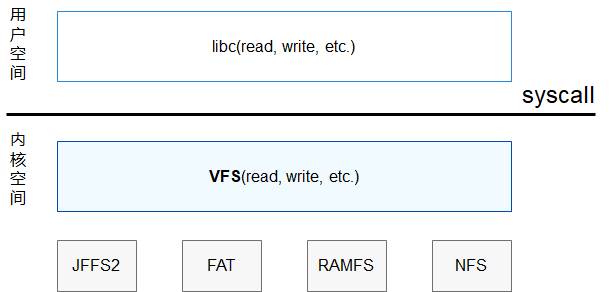 用户空间
libc(read, write, etc.)
syscall
内核空间
VFS(read, write, etc.)
JFFS2
FAT
RAMFS
NFS